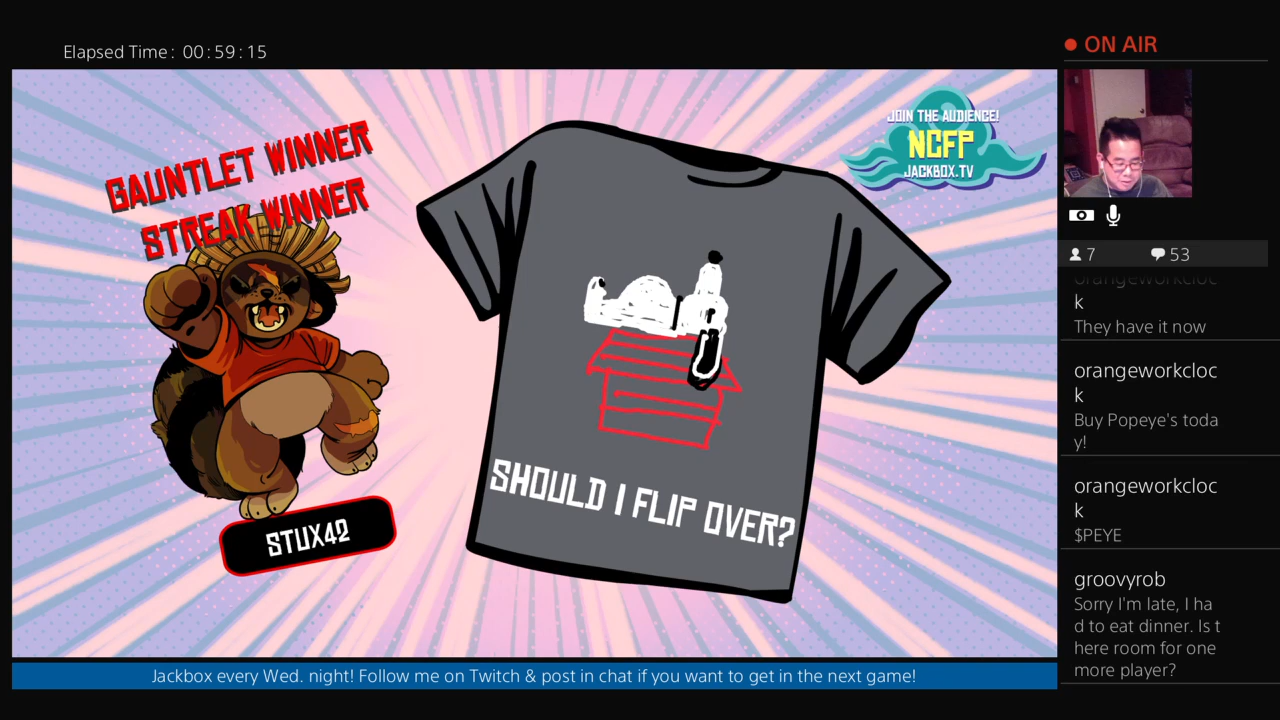 Elapsed Time: 00:59:15
ON AIR
GAUNTLET WINNER
STREAK WINNER
JOIN THE AUDIENCE!
NCFP
JACKBOX.TV
7
53
SHOULD I FLIP OVER?
STUX42
orangeworkcloc
k
They have it now
orangeworkcloc
k
Buy Popeye's toda
y!
orangeworkcloc
k
$PEYE
groovyrob
Sorry I'm late, I ha
d to eat dinner. Is t
here room for one
more player?
Jackbox every Wed. night! Follow me on Twitch & post in chat if you want to get in the next game!